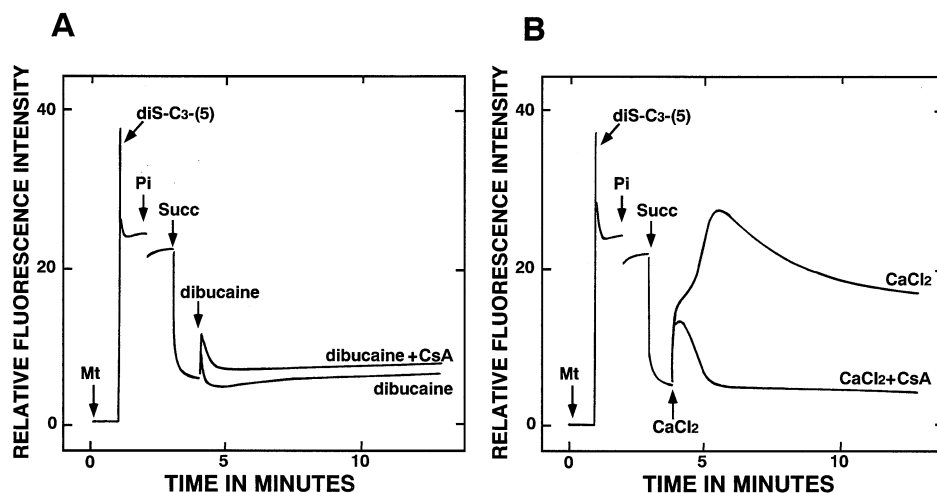 A
RELATIVE FLUORESCENCE INTENSITY
40
20
0
diS-C3-(5)
Pi
Succ
dibucaine
Mt
dibucaine+CsA
dibucaine
0
5
10
TIME IN MINUTES
B
RELATIVE FLUORESCENCE INTENSITY
40
20
0
diS-C3-(5)
Pi
Succ
CaCl2
Mt
CaCl2+CsA
CaCl2
0
5
10
TIME IN MINUTES